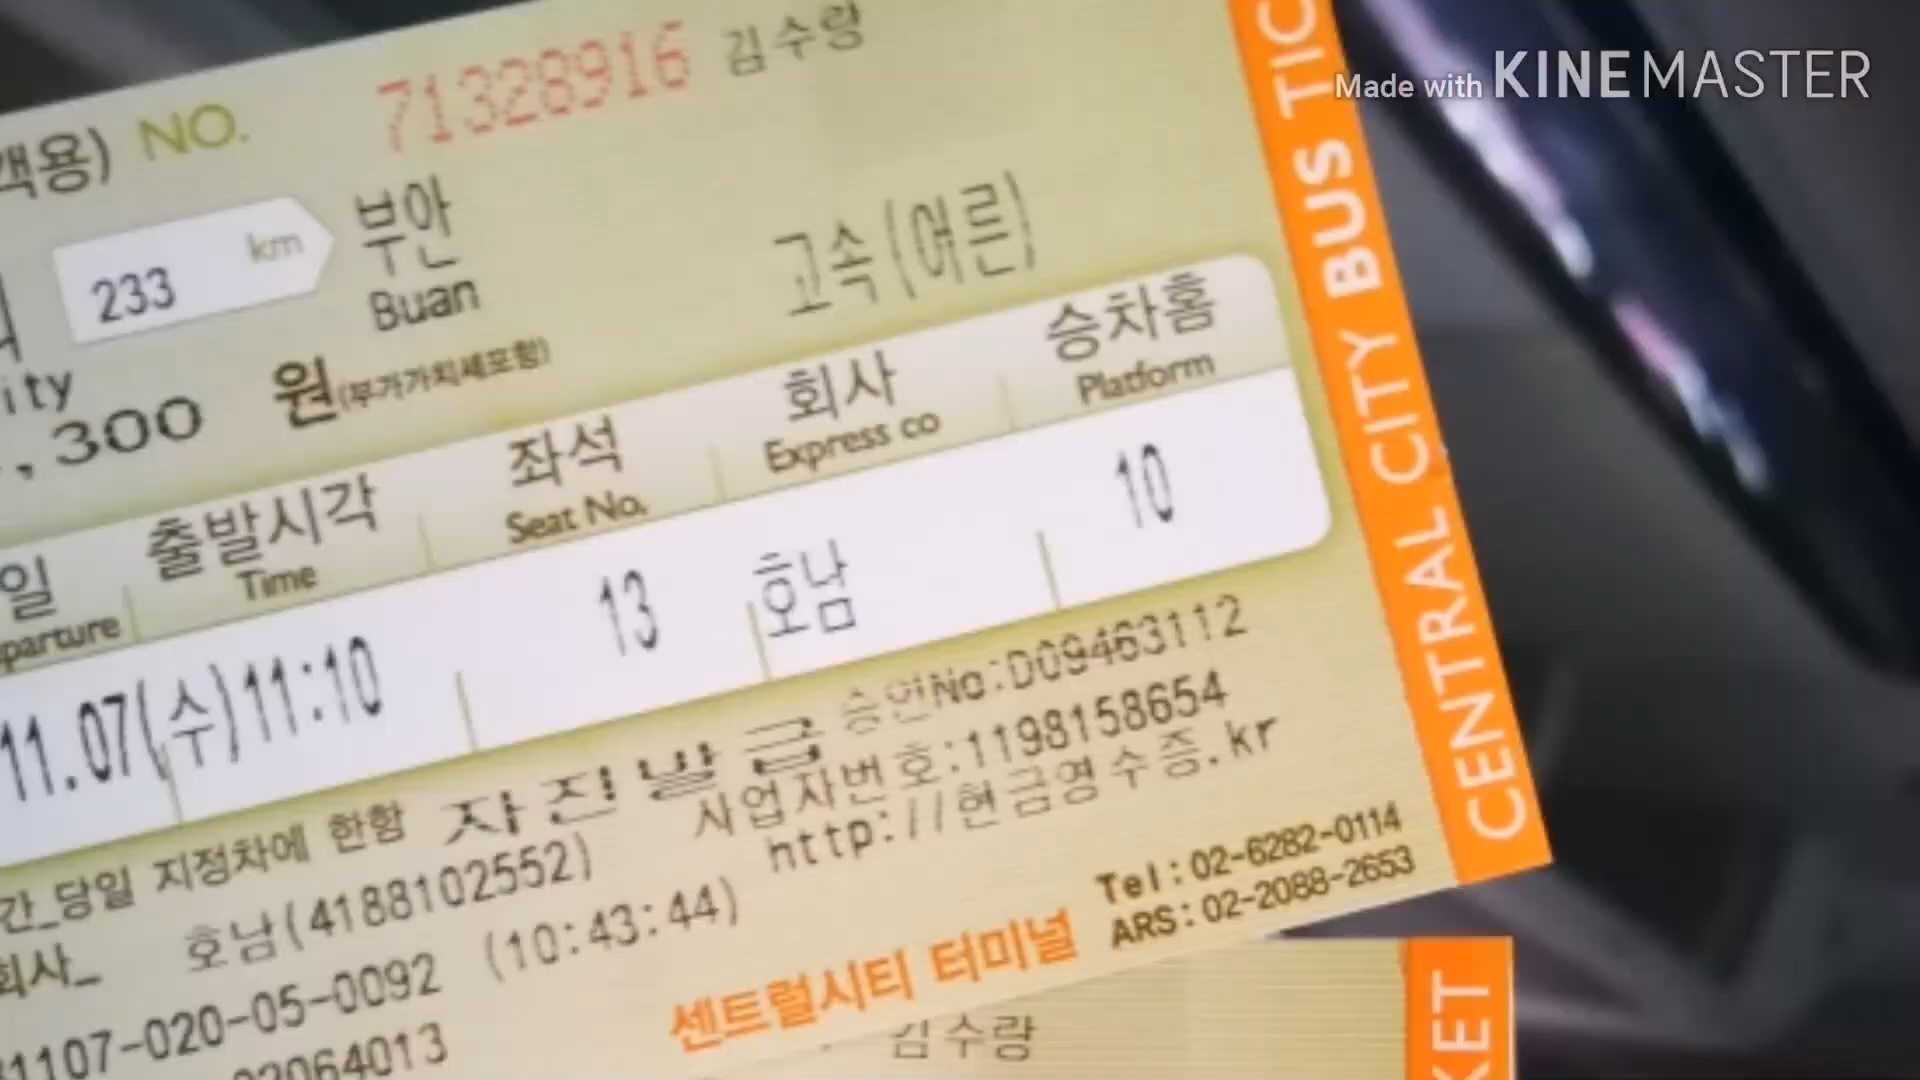 Made with KINEMASTER
객용) NO. 71328916 김수량
233 km 부안 고속(어른)
Buan
ity
,300 원(부가가치세포함)
일 출발시각 좌석 회사 승차홈
parture Time Seat No. Express co Platform
11.07(수) 11:10 13 호남 10
간_당일 지정차에 한함 자진발급 승인No:D09463112
사업자번호:1198158654
회사_ 호남(4188102552) http://현금영수증.kr
1107-020-05-0092 (10:43:44)
02064013
센트럴시티 터미널 Tel:02-6282-0114
ARS:02-2088-2653
CENTRAL CITY BUS TIC
김수량
KET